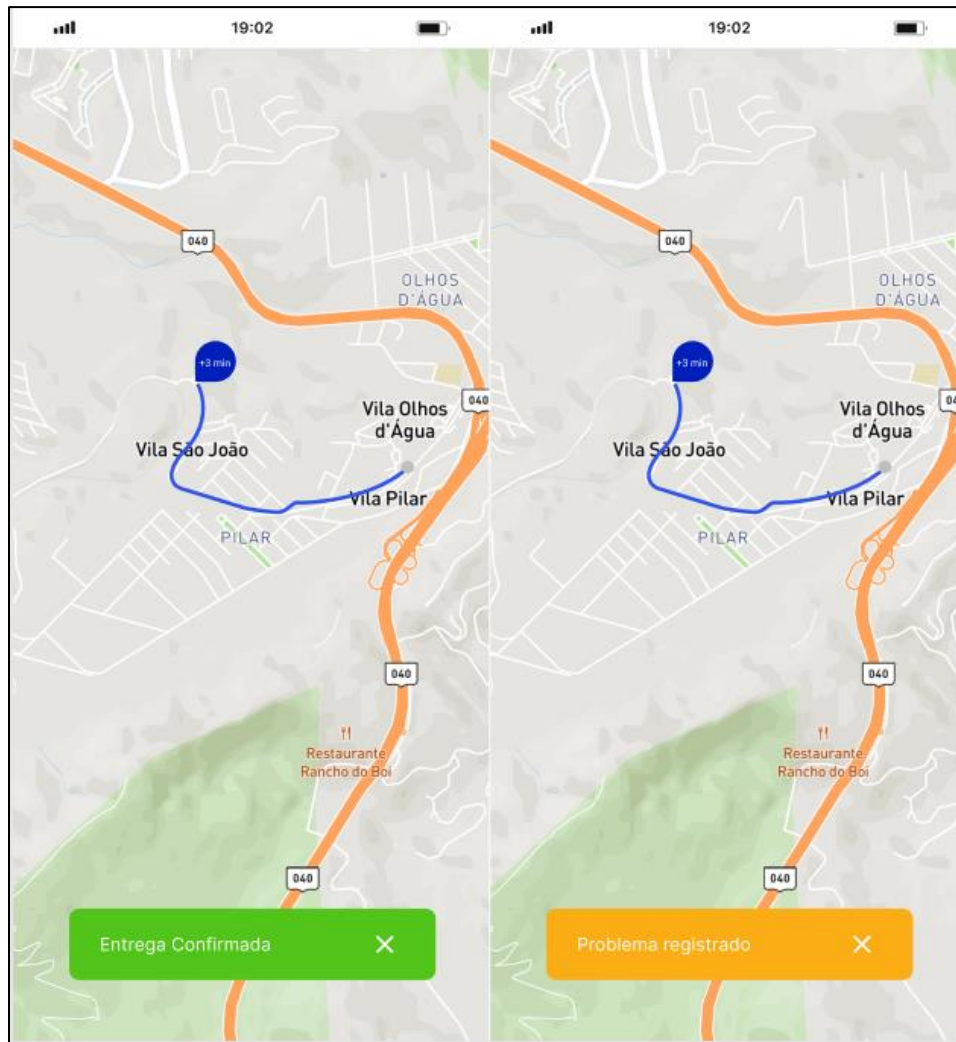 19:02
040
OLHOS
D'ÁGUA
+3 min
040
Vila Olhos
d'Água
Vila São João
Vila Pilar
PILAR
040
Restaurante
Rancho do Boi
040
Entrega Confirmada
19:02
040
OLHOS
D'ÁGUA
+3 min
04
Vila Olhos
d'Água
Vila São João
Vila Pilar
PILAR
040
Restaurante
Rancho do Boi
040
Problema registrado